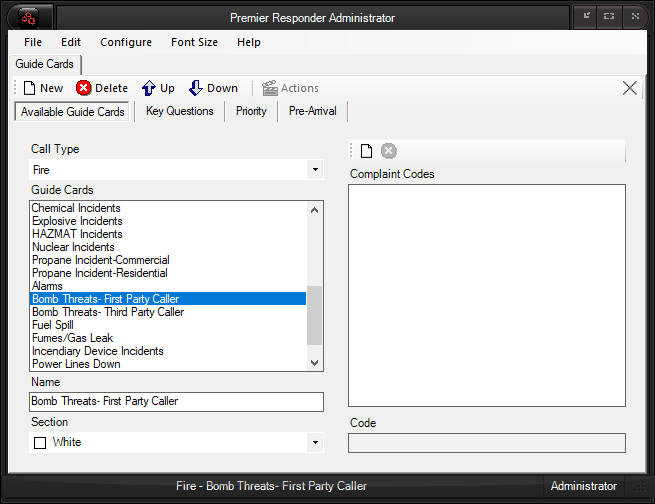 Premier Responder Administrator
File Edit Configure Font Size Help
Guide Cards
New Delete Up Down Actions
Available Guide Cards Key Questions Priority Pre-Arrival
Call Type
Fire
Guide Cards
Chemical Incidents
Explosive Incidents
HAZMAT Incidents
Nuclear Incidents
Propane Incident-Commercial
Propane Incident-Residential
Alarms
Bomb Threats- First Party Caller
Bomb Threats- Third Party Caller
Fuel Spill
Fumes/Gas Leak
Incendiary Device Incidents
Power Lines Down
Name
Bomb Threats- First Party Caller
Section
White
Complaint Codes
Code
Fire - Bomb Threats- First Party Caller Administrator